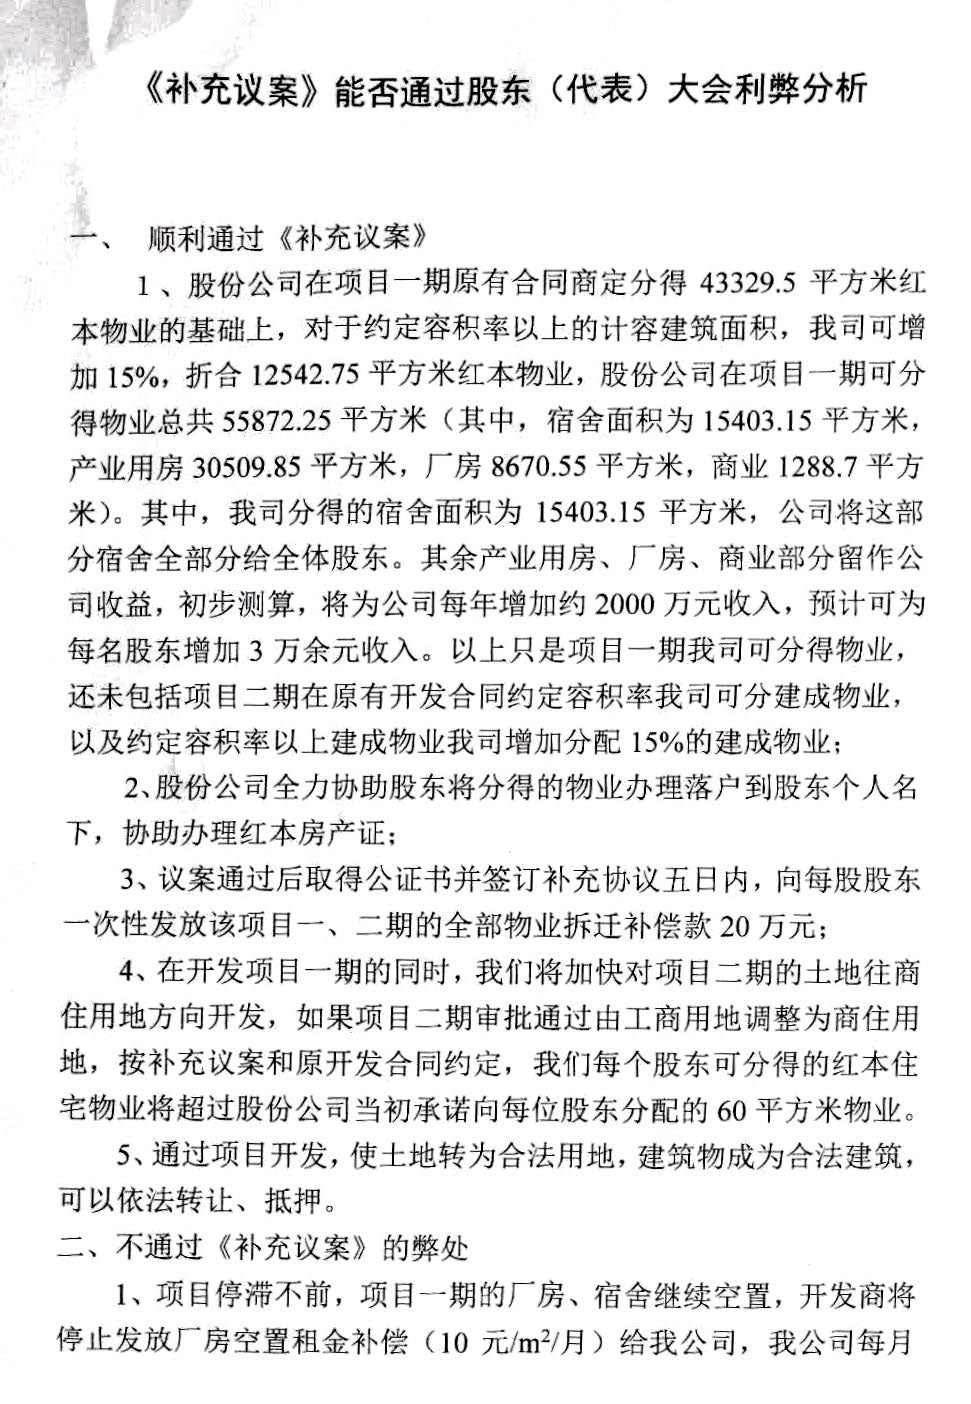 《补充议案》能否通过股东（代表）大会利弊分析
一、 顺利通过《补充议案》
1、股份公司在项目一期原有合同商定分得 43329.5 平方米红
本物业的基础上，对于约定容积率以上的计容建筑面积，我司可增
加 15%，折合 12542.75 平方米红本物业，股份公司在项目一期可分
得物业总共 55872.25 平方米（其中，宿舍面积为 15403.15 平方米，
产业用房 30509.85 平方米，厂房 8670.55 平方米，商业 1288.7 平方
米）。其中，我司分得的宿舍面积为 15403.15 平方米，公司将这部
分宿舍全部分给全体股东。其余产业用房、厂房、商业部分留作公
司收益，初步测算，将为公司每年增加约 2000 万元收入，预计可为
每名股东增加 3 万余元收入。以上只是项目一期我司可分得物业，
还未包括项目二期在原有开发合同约定容积率我司可分建成物业，
以及约定容积率以上建成物业我司增加分配 15%的建成物业；
2、股份公司全力协助股东将分得的物业办理落户到股东个人名
下，协助办理红本房产证；
3、议案通过后取得公证书并签订补充协议五日内，向每股股东
一次性发放该项目一、二期的全部物业拆迁补偿款 20 万元；
4、在开发项目一期的同时，我们将加快对项目二期的土地往商
住用地方向开发，如果项目二期审批通过由工商用地调整为商住用
地，按补充议案和原开发合同约定，我们每个股东可分得的红本住
宅物业将超过股份公司当初承诺向每位股东分配的 60 平方米物业。
5、通过项目开发，使土地转为合法用地，建筑物成为合法建筑，
可以依法转让、抵押。
二、不通过《补充议案》的弊处
1、项目停滞不前，项目一期的厂房、宿舍继续空置，开发商将
停止发放厂房空置租金补偿（10 元/m²/月）给我公司，我公司每月